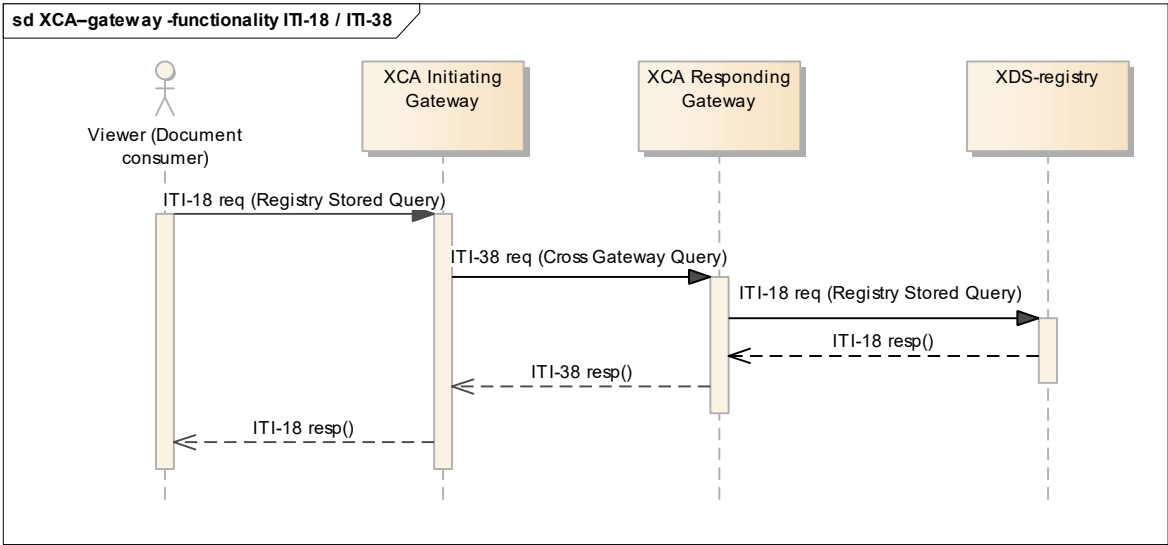 sd XCA–gateway -functionality ITI-18 / ITI-38
XCA Initiating
Gateway
XCA Responding
Gateway
XDS-registry
Viewer (Document
consumer)
ITI-18 req (Registry Stored Query)
ITI-38 req (Cross Gateway Query)
ITI-18 req (Registry Stored Query)
ITI-18 resp()
ITI-38 resp()
ITI-18 resp()